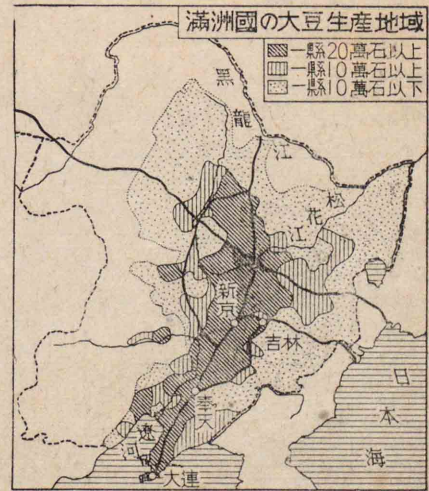 滿洲國の大豆生産地域
一縣20萬石以上
一縣10萬石以上
一縣10萬石以下
黑龍江
松花江
新京
吉林
奉天
遼河
大連
日本海